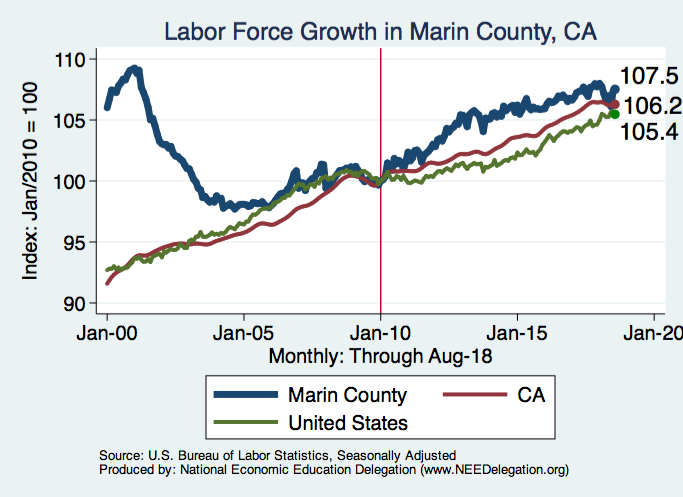 Labor Force Growth in Marin County, CA
Index: Jan/2010 = 100
110
105
100
95
90
107.5
106.2
105.4
Jan-00 Jan-05 Jan-10 Jan-15 Jan-20
Monthly: Through Aug-18
Marin County CA
United States
Source: U.S. Bureau of Labor Statistics, Seasonally Adjusted
Produced by: National Economic Education Delegation (www.NEEDelegation.org)